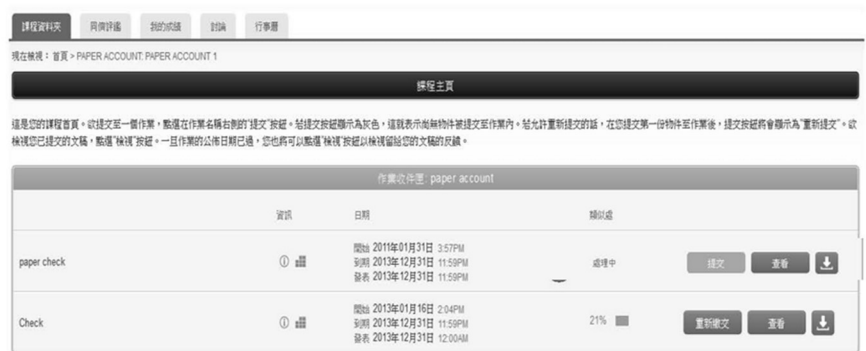 課程資料夾 同儕評鑑 我的成績 討論 行事曆
現在檢視： 首頁 > PAPER ACCOUNT: PAPER ACCOUNT 1
課程主頁
這是您的課程首頁。欲提交至一個作業，點選在作業名稱右側的"提交"按鈕。若提交按鈕顯示為灰色，這就表示尚無物件被提交至作業內。若允許重新提交的話，在您提交第一份物件至作業後，提交按鈕將會顯示為"重新提交"。欲
檢視您已提交的文稿，點選"檢視"按鈕。一旦作業的公佈日期已過，您也將可以點選"檢視"按鈕以檢視留給您的文稿的反饋。
作業收件匣: paper account
資訊 日期 類似處
開始 2011年01月31日 3:57PM
paper check 到期 2013年12月31日 11:59PM 處理中 提交 查看
發表 2013年12月31日 11:59PM
開始 2013年01月16日 2:04PM
Check 到期 2013年12月31日 11:59PM 21% 重新繳交 查看
發表 2013年12月31日 12:00AM